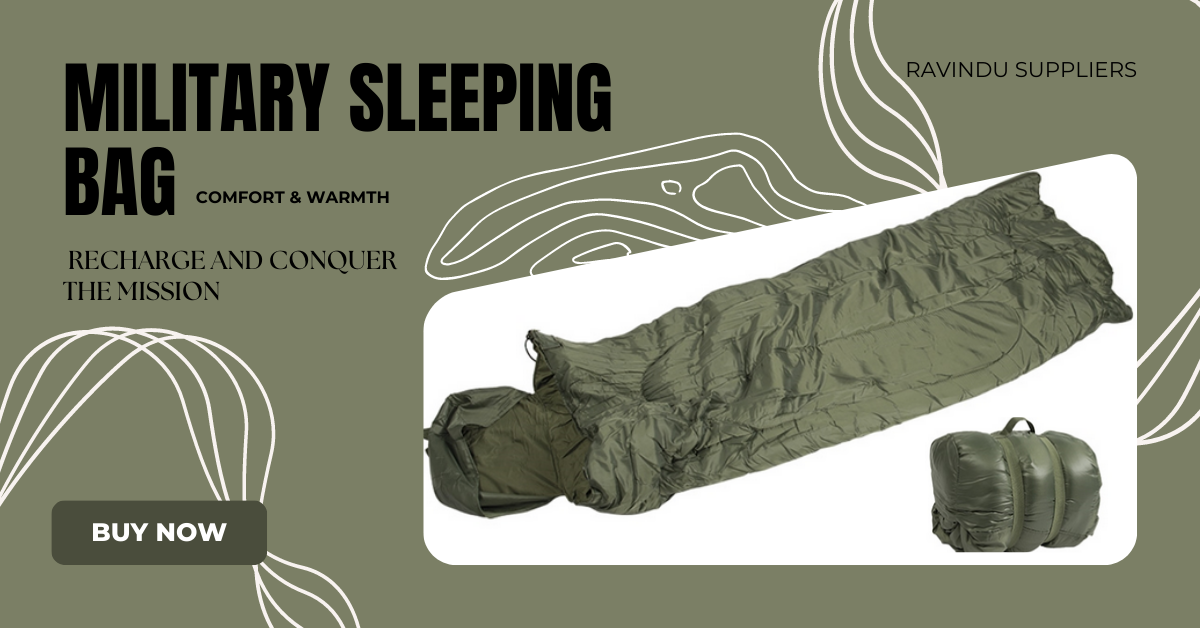 MILITARY SLEEPING
BAG
COMFORT & WARMTH
RAVINDU SUPPLIERS
RECHARGE AND CONQUER
THE MISSION
BUY NOW